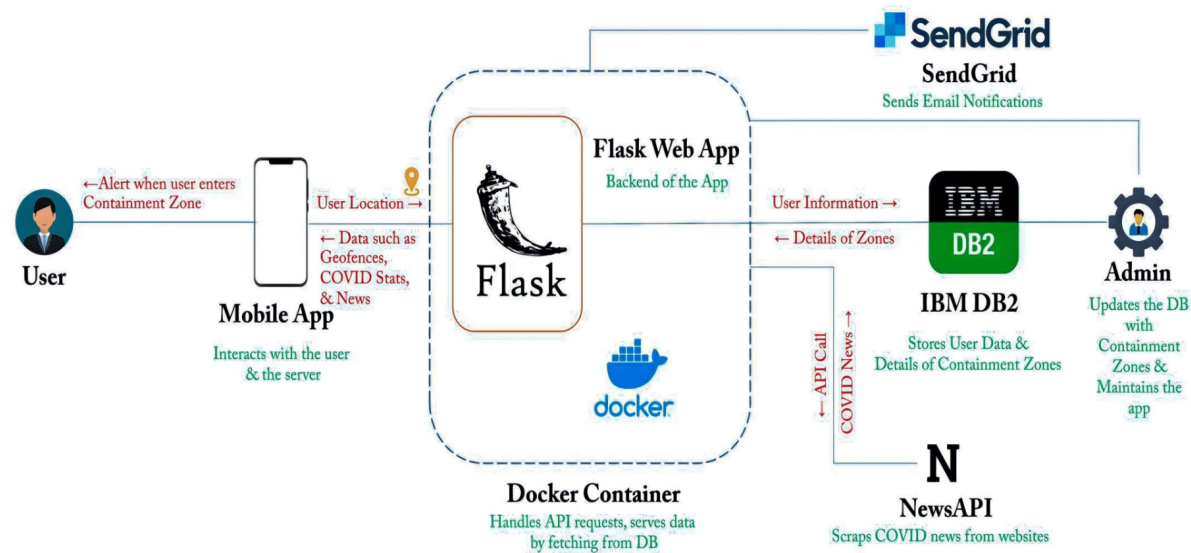 SendGrid
SendGrid
Sends Email Notifications
Flask Web App
Backend of the App
←Alert when user enters
Containment Zone
User Location →
← Data such as
Geofences,
COVID Stats,
& News
User Information →
← Details of Zones
IBM
DB2
Flask
User
Mobile App
Interacts with the user
& the server
docker
IBM DB2
Stores User Data &
Details of Containment Zones
Admin
Updates the DB
with
Containment
Zones &
Maintains the
app
← API Call
COVID News →
N
NewsAPI
Scraps COVID news from websites
Docker Container
Handles API requests, serves data
by fetching from DB